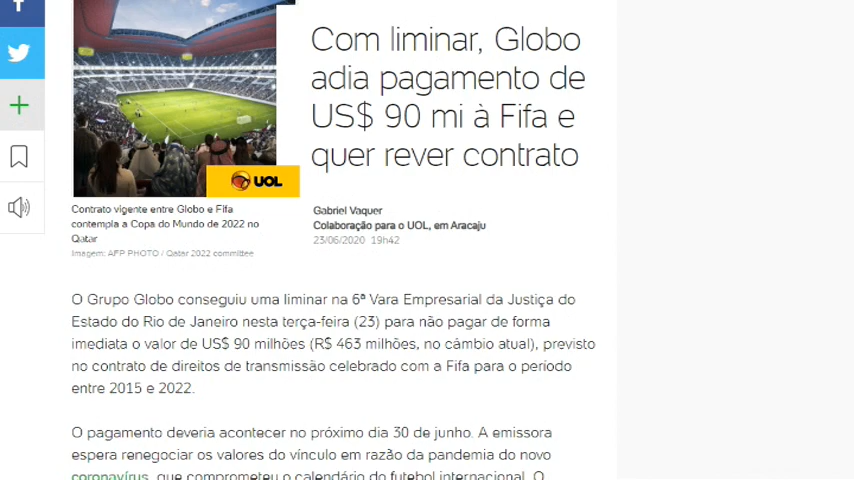 Com liminar, Globo
adia pagamento de
US$ 90 mi à Fifa e
quer rever contrato
UOL
Contrato vigente entre Globo e Fifa
contempla a Copa do Mundo de 2022 no
Qatar
Imagem: AFP PHOTO / Qatar 2022 committee
Gabriel Vaquer
Colaboração para o UOL, em Aracaju
23/06/2020 19h42
O Grupo Globo conseguiu uma liminar na 6ª Vara Empresarial da Justiça do
Estado do Rio de Janeiro nesta terça-feira (23) para não pagar de forma
imediata o valor de US$ 90 milhões (R$ 463 milhões, no câmbio atual), previsto
no contrato de direitos de transmissão celebrado com a Fifa para o período
entre 2015 e 2022.
O pagamento deveria acontecer no próximo dia 30 de junho. A emissora
espera renegociar os valores do vínculo em razão da pandemia do novo
coronavírus, que comprometeu o calendário do futebol internacional. O